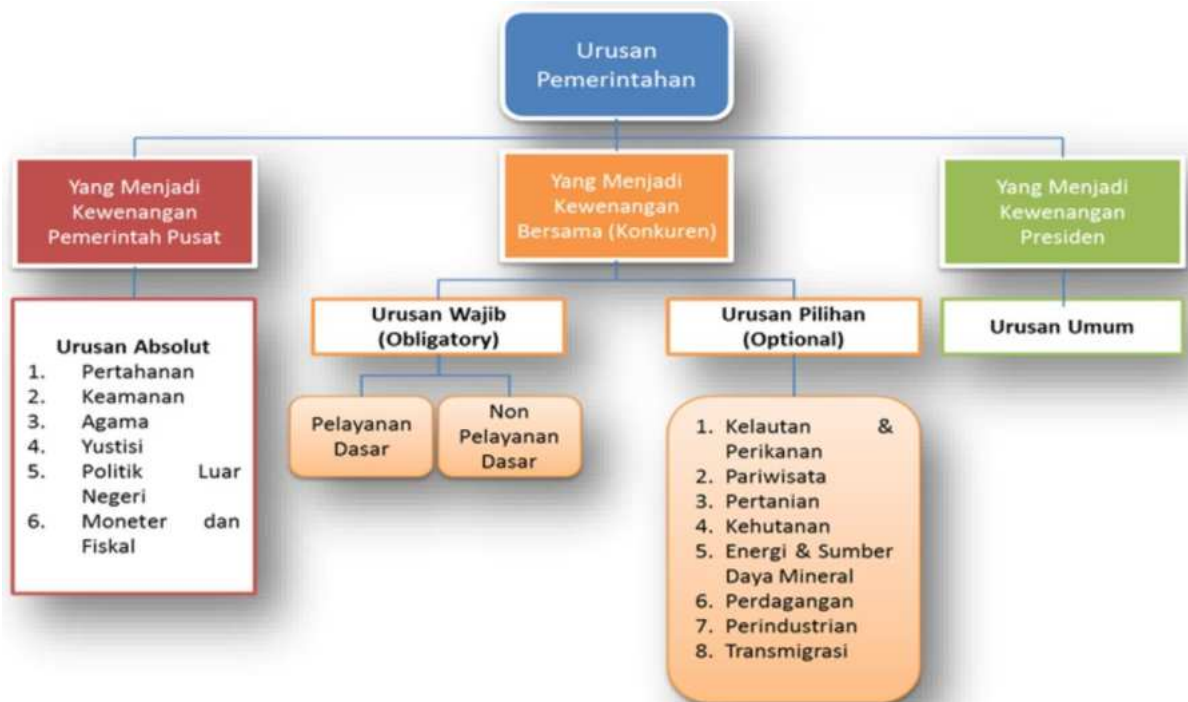 Urusan
Pemerintahan
Yang Menjadi
Kewenangan
Pemerintah Pusat
Yang Menjadi
Kewenangan
Bersama (Konkuren)
Yang Menjadi
Kewenangan
Presiden
Urusan Absolut
1. Pertahanan
2. Keamanan
3. Agama
4. Yustisi
5. Politik Luar
Negeri
6. Moneter dan
Fiskal
Urusan Wajib
(Obligatory)
Pelayanan
Dasar
Non
Pelayanan
Dasar
Urusan Pilihan
(Optional)
1. Kelautan &
Perikanan
2. Pariwisata
3. Pertanian
4. Kehutanan
5. Energi & Sumber
Daya Mineral
6. Perdagangan
7. Perindustrian
8. Transmigrasi
Urusan Umum